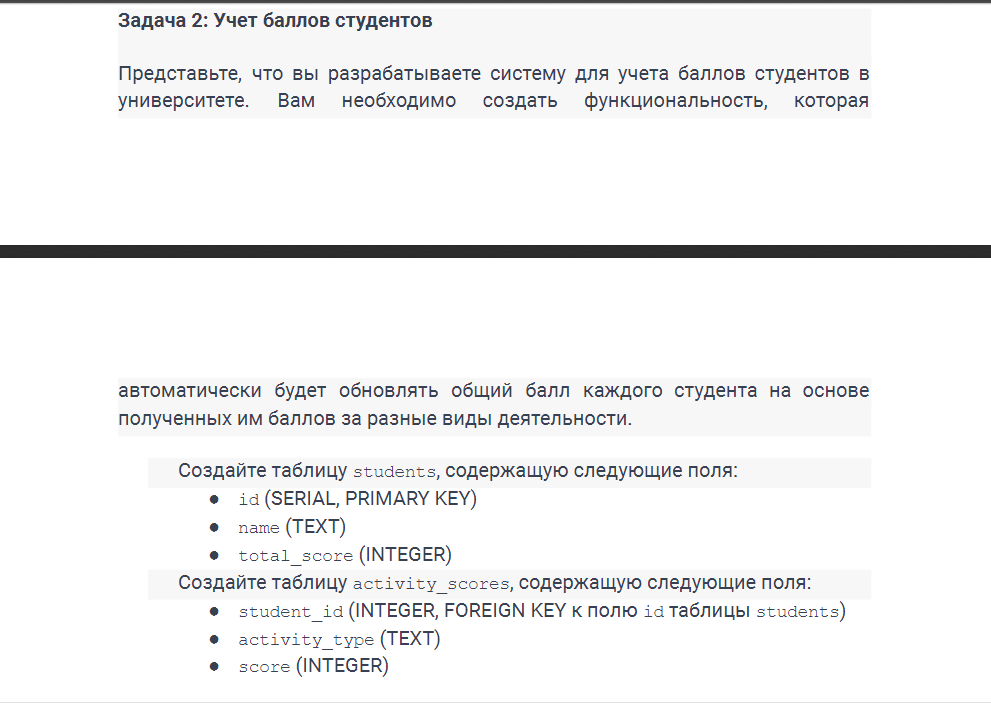 Задача 2: Учет баллов студентов
Представьте, что вы разрабатываете систему для учета баллов студентов в
университете. Вам необходимо создать функциональность, которая
автоматически будет обновлять общий балл каждого студента на основе
полученных им баллов за разные виды деятельности.
Создайте таблицу students, содержащую следующие поля:
● id (SERIAL, PRIMARY KEY)
● name (TEXT)
● total_score (INTEGER)
Создайте таблицу activity_scores, содержащую следующие поля:
● student_id (INTEGER, FOREIGN KEY к полю id таблицы students)
● activity_type (TEXT)
● score (INTEGER)